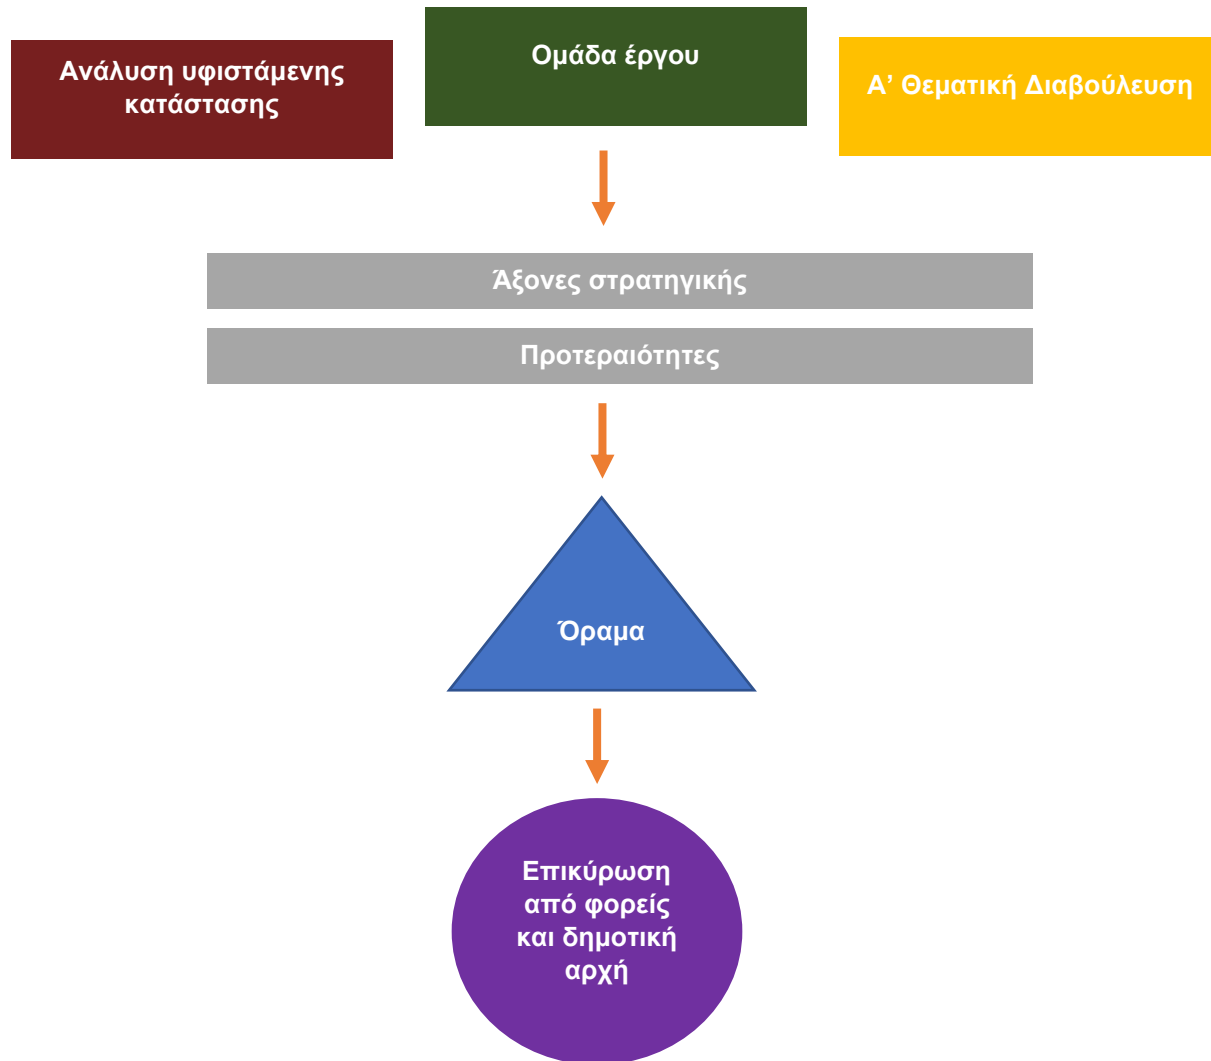 Ανάλυση υφιστάμενης
κατάστασης
Ομάδα έργου
Α’ Θεματική Διαβούλευση
Άξονες στρατηγικής
Προτεραιότητες
Όραμα
Επικύρωση
από φορείς
και δημοτική
αρχή